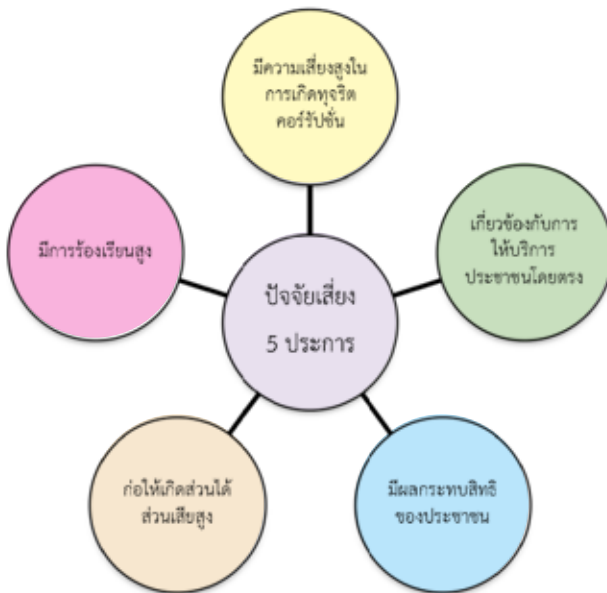 มีความเสี่ยงสูงใน
การเกิดทุจริต
คอร์รัปชั่น
เกี่ยวข้องกับการ
ให้บริการ
ประชาชนโดยตรง
มีการร้องเรียนสูง
ปัจจัยเสี่ยง
5 ประการ
ก่อให้เกิดส่วนได้
ส่วนเสียสูง
มีผลกระทบสิทธิ
ของประชาชน